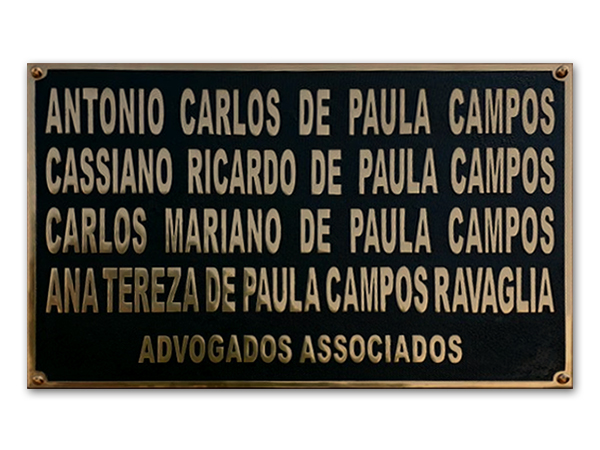 ANTONIO CARLOS DE PAULA CAMPOS
CASSIANO RICARDO DE PAULA CAMPOS
CARLOS MARIANO DE PAULA CAMPOS
ANA TEREZA DE PAULA CAMPOS RAVAGLIA
ADVOGADOS ASSOCIADOS